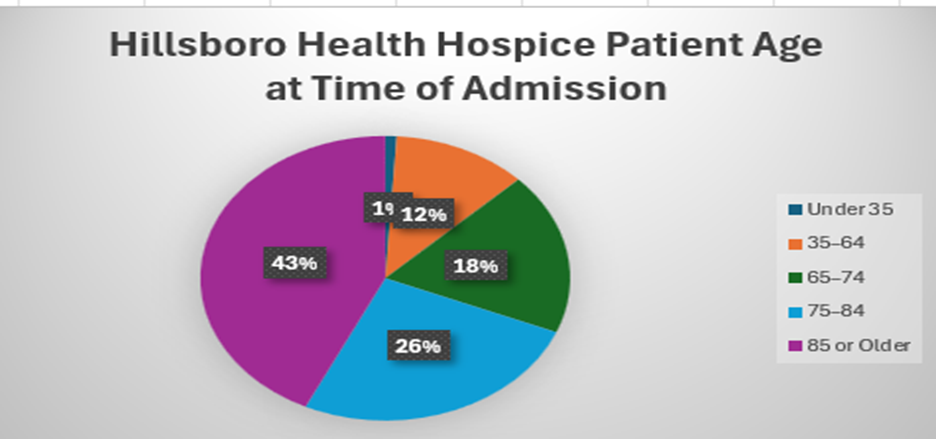 Hillsboro Health Hospice Patient Age
at Time of Admission
1%
12%
18%
26%
43%
Under 35
35–64
65–74
75–84
85 or Older